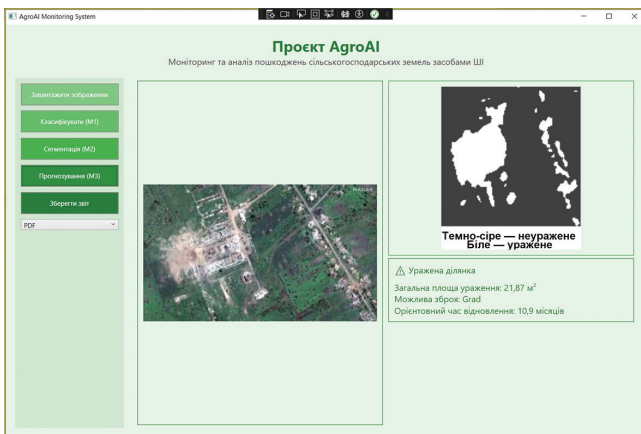 AgroAI Monitoring System
Проєкт AgroAI
Моніторинг та аналіз пошкоджень сільськогосподарських земель засобами ШІ
Завантажити зображення
Класифікувати (М1)
Сегментація (М2)
Прогнозування (М3)
Зберегти звіт
PDF
MAXAR
Темно-сіре — неуражене
Біле — уражене
⚠ Уражена ділянка
Загальна площа ураження: 21,87 м²
Можлива зброя: Grad
Орієнтовний час відновлення: 10,9 місяців